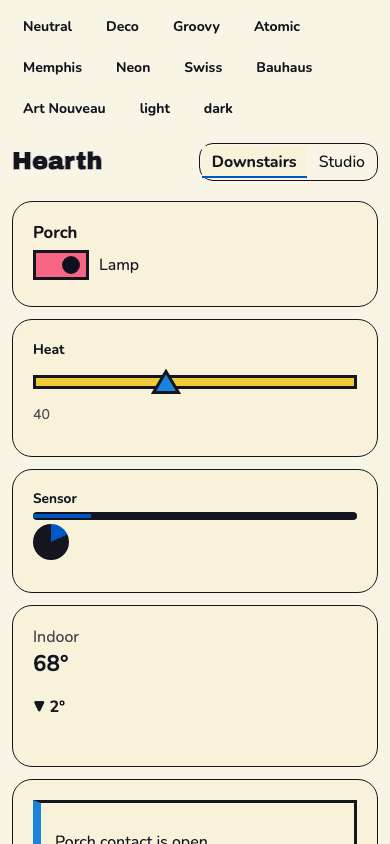 Neutral Deco Groovy Atomic
Memphis Neon Swiss Bauhaus
Art Nouveau light dark
Hearth Downstairs Studio
Porch
Lamp
Heat
40
Sensor
Indoor
68°
▼ 2°
Porch contact is open